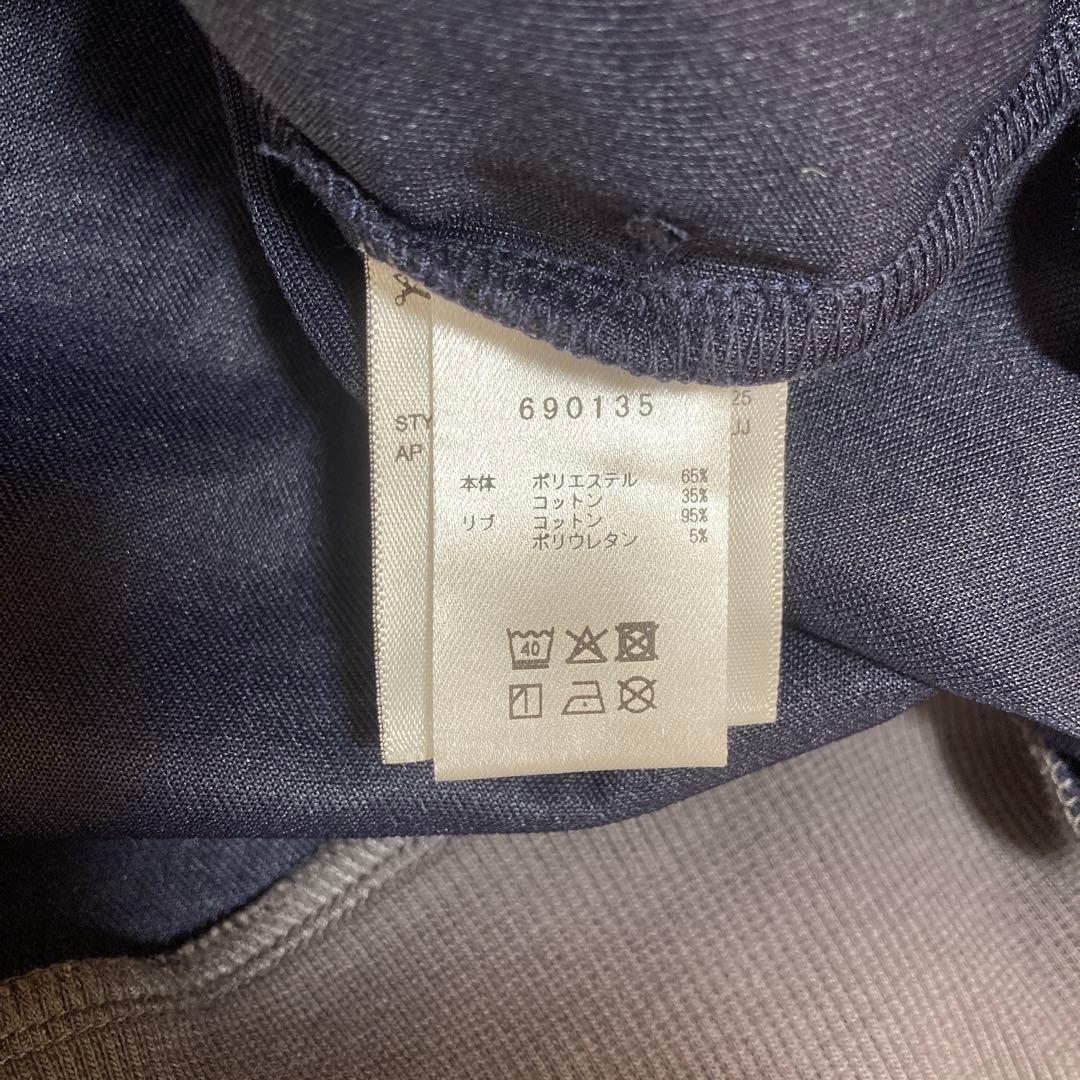 690135
25
STY
JJ
AP
本体 ポリエステル 65%
コットン 35%
リブ コットン 95%
ポリウレタン 5%
40